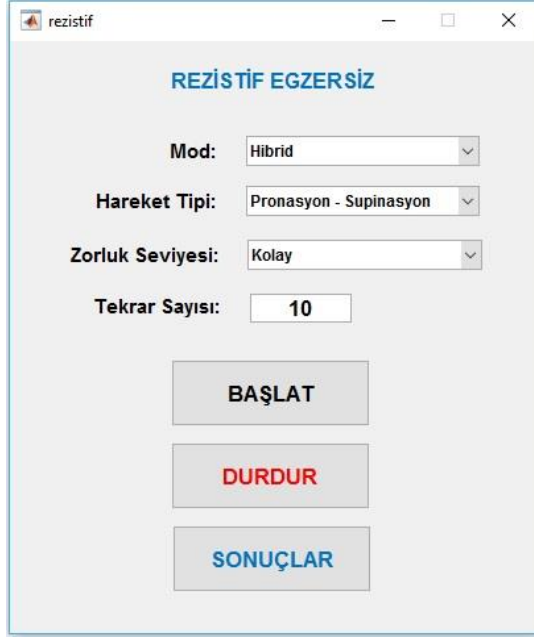 rezistif
REZİSTİF EGZERSİZ
Mod: Hibrid
Hareket Tipi: Pronasyon - Supinasyon
Zorluk Seviyesi: Kolay
Tekrar Sayısı: 10
BAŞLAT
DURDUR
SONUÇLAR